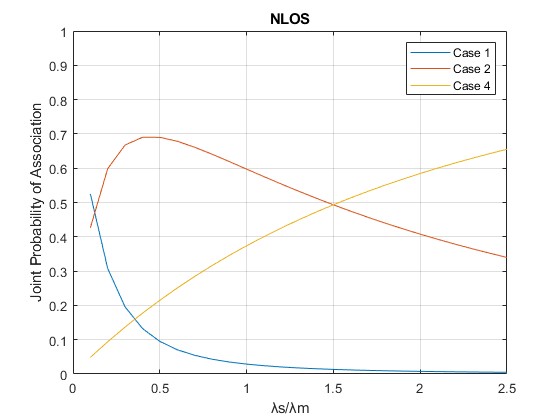 NLOS
1
0.9
0.8
0.7
0.6
0.5
0.4
0.3
0.2
0.1
0
Joint Probability of Association
Case 1
Case 2
Case 4
0 0.5 1 1.5 2 2.5
λs/λm